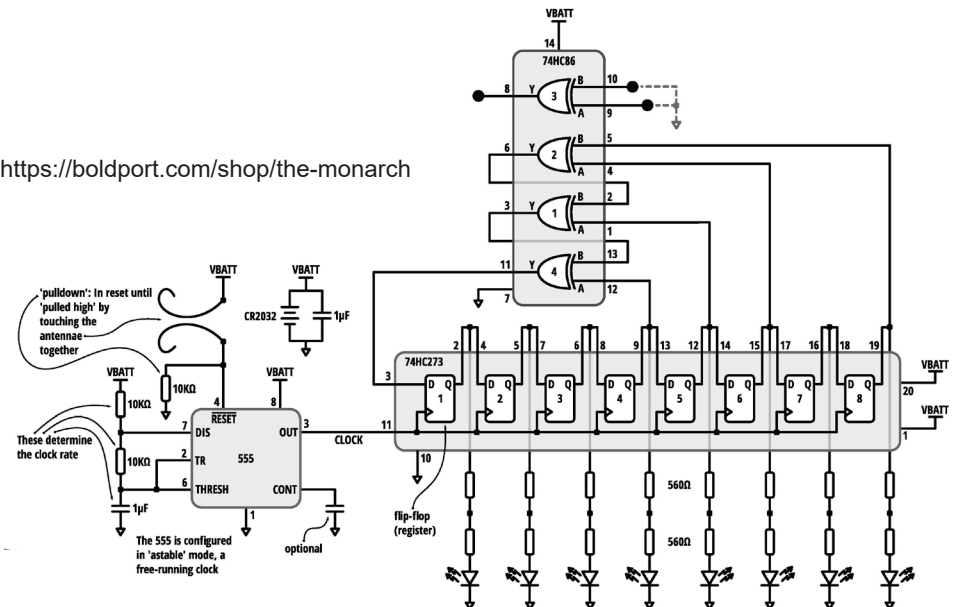 VBATT
14
74HC86
8
Y
3
B
10
A
9
https://boldport.com/shop/the-monarch
6
Y
2
B
5
A
4
3
Y
1
B
2
A
1
11
Y
4
B
13
A
12
7
'pulldown': In reset until
'pulled high' by
touching the
antennae
together
VBATT
VBATT
CR2032
1µF
10KΩ
VBATT
10KΩ
VBATT
4
8
RESET
These determine
the clock rate
7
DIS
OUT
3
CLOCK
11
10KΩ
2
TR
555
6
THRESH
CONT
1µF
1
optional
The 555 is configured
in 'astable' mode, a
free-running clock
2
4
5
7
6
8
9
13
12
14
15
17
16
18
19
74HC273
3
D Q
1
D Q
2
D Q
3
D Q
4
D Q
5
D Q
6
D Q
7
D Q
8
VBATT
20
VBATT
1
10
flip-flop
(register)
560Ω
560Ω